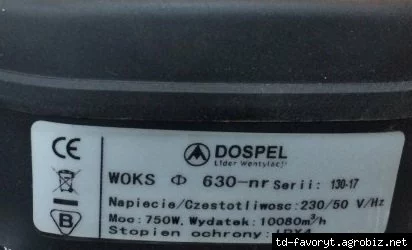 CE
DOSPEL
Lider Wentylacji
WOKS Φ 630-nr Serii: 130-17
Napiecie/Czestotliwosc: 230/50 V/Hz
Moc: 750W, Wydatek: 10080m³/h
B
Stopien ochrony: IPX4
td-favoryt.agrobiz.net